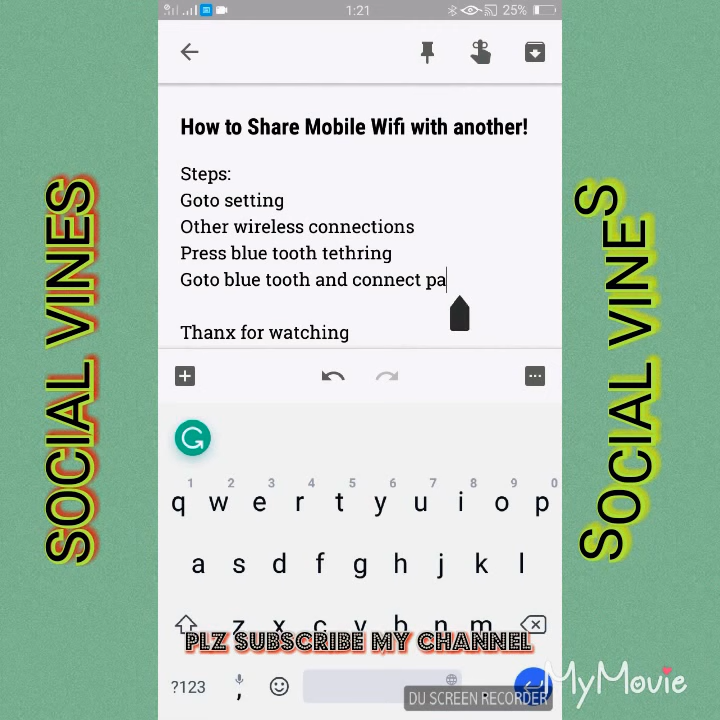 1:21
25%
How to Share Mobile Wifi with another!
Steps:
Goto setting
Other wireless connections
Press blue tooth tethring
Goto blue tooth and connect pa
Thanx for watching
SOCIAL VINES
SOCIAL VINES
G
1 2 3 4 5 6 7 8 9 0
q w e r t y u i o p
a s d f g h j k l
z x c v b n m
PLZ SUBSCRIBE MY CHANNEL
?123 , .
DU SCREEN RECORDER
MyMovie